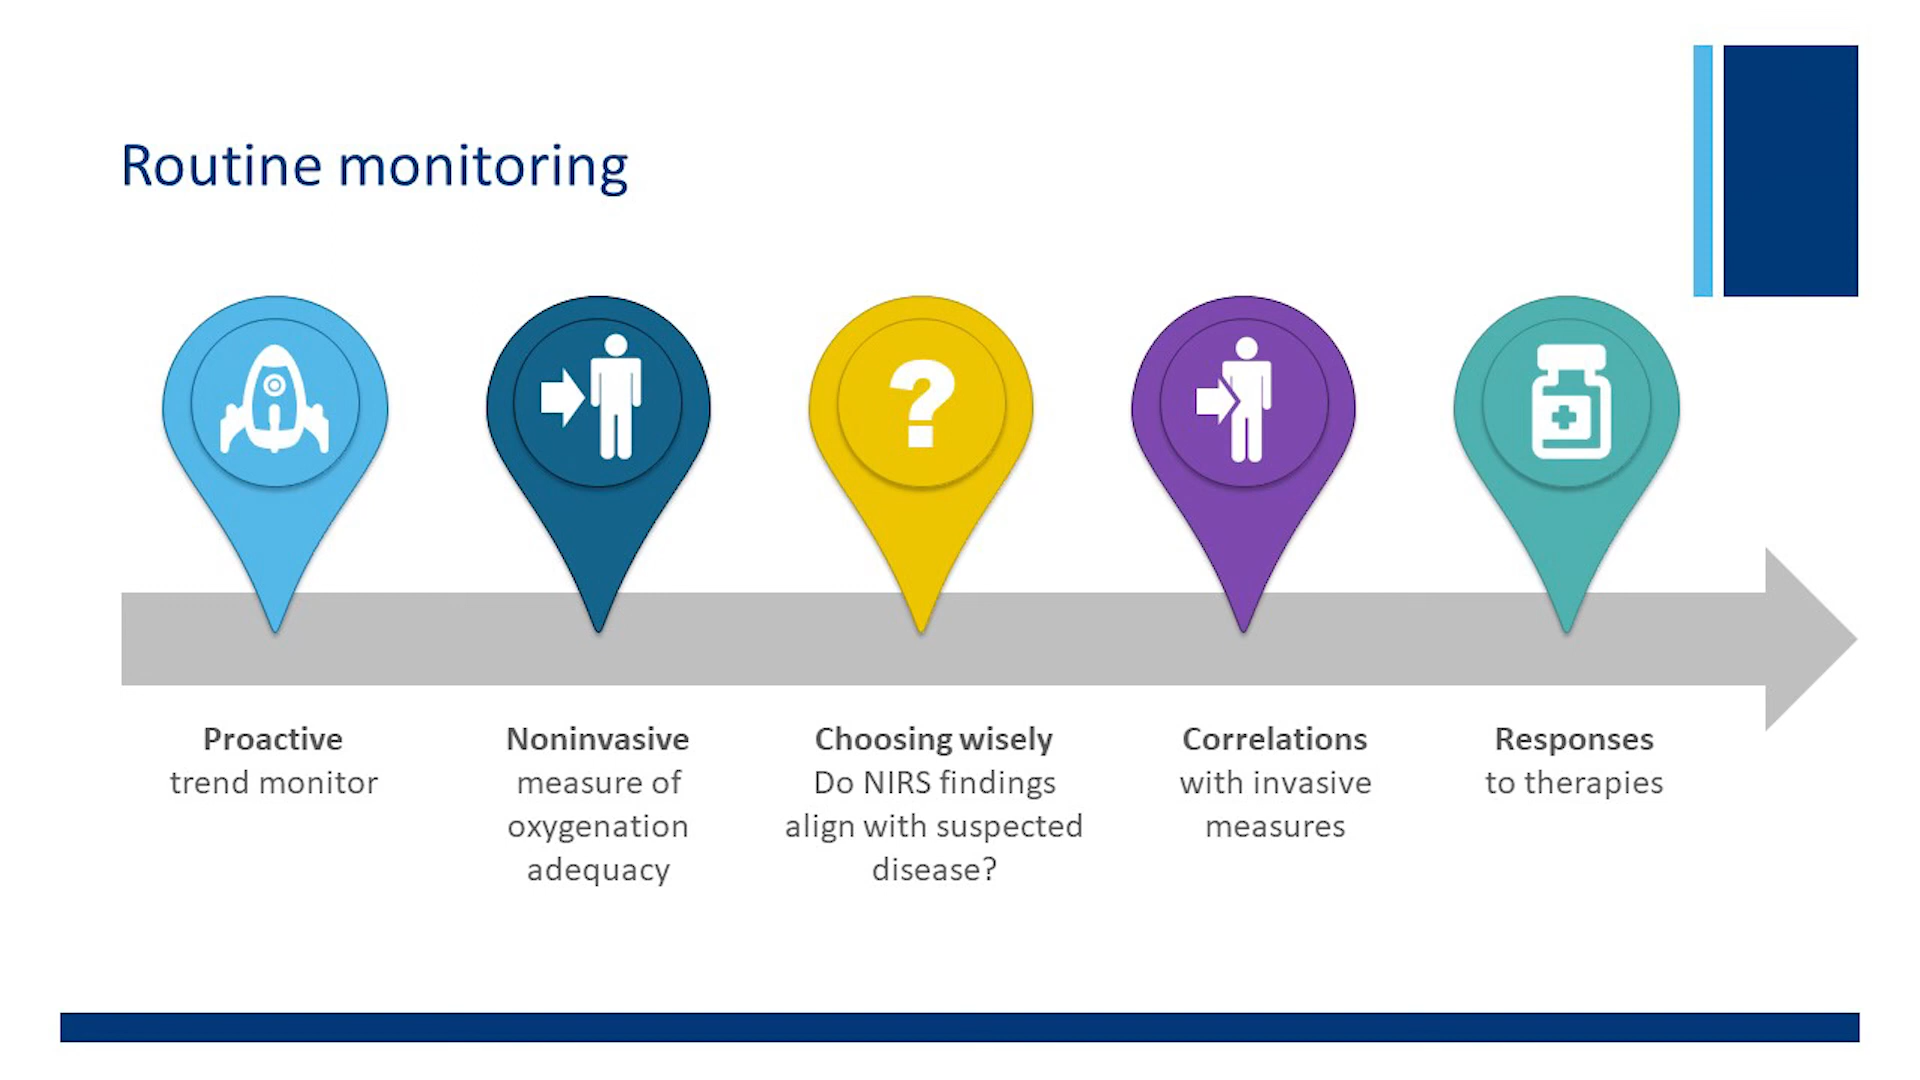 Routine monitoring
Proactive
trend monitor
Noninvasive
measure of
oxygenation
adequacy
?
Choosing wisely
Do NIRS findings
align with suspected
disease?
Correlations
with invasive
measures
Responses
to therapies